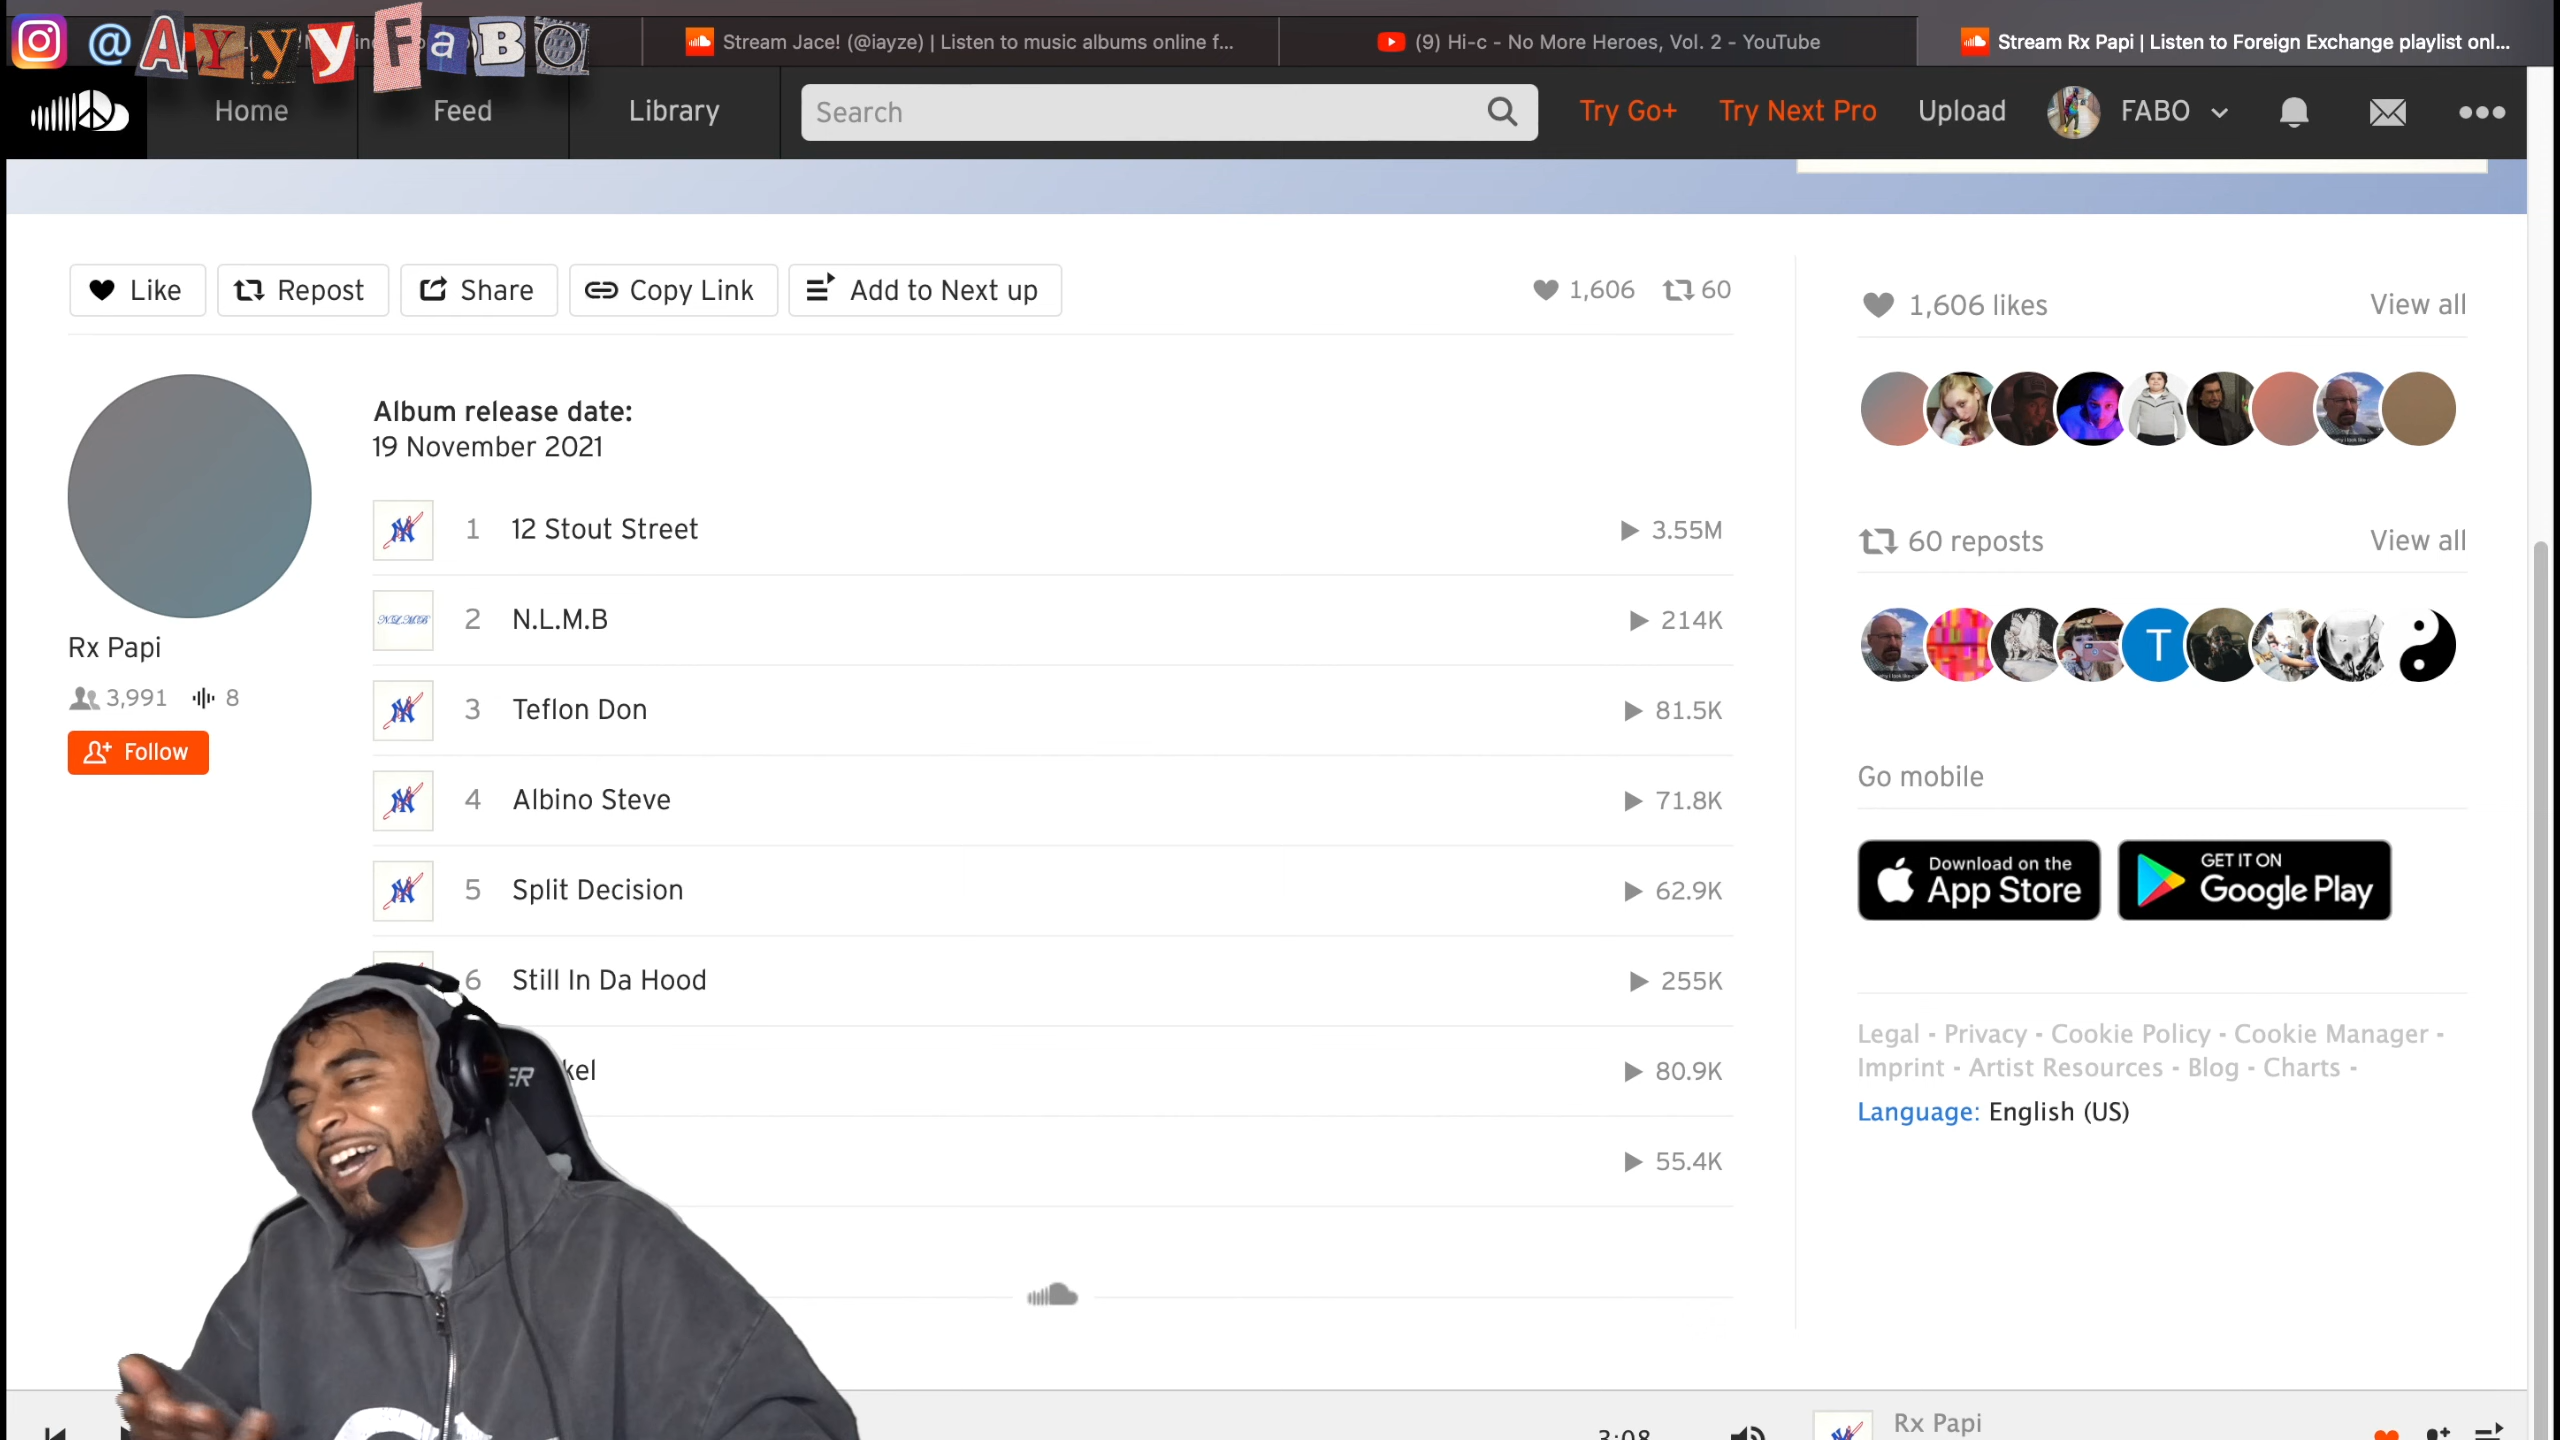 @AYyyFaBO
Stream Jace! (@iayze) | Listen to music albums online f...
(9) Hi-c - No More Heroes, Vol. 2 - YouTube
Stream Rx Papi | Listen to Foreign Exchange playlist onl...
Home
Feed
Library
Search
Try Go+
Try Next Pro
Upload
FABO
Like
Repost
Share
Copy Link
Add to Next up
1,606
60
1,606 likes
View all
Album release date:
19 November 2021
1 12 Stout Street 3.55M
2 N.L.M.B 214K
3 Teflon Don 81.5K
4 Albino Steve 71.8K
5 Split Decision 62.9K
6 Still In Da Hood 255K
kel 80.9K
55.4K
Rx Papi
3,991 8
Follow
60 reposts
View all
T
Go mobile
Download on the
App Store
GET IT ON
Google Play
Legal - Privacy - Cookie Policy - Cookie Manager -
Imprint - Artist Resources - Blog - Charts -
Language: English (US)
3:08
Rx Papi